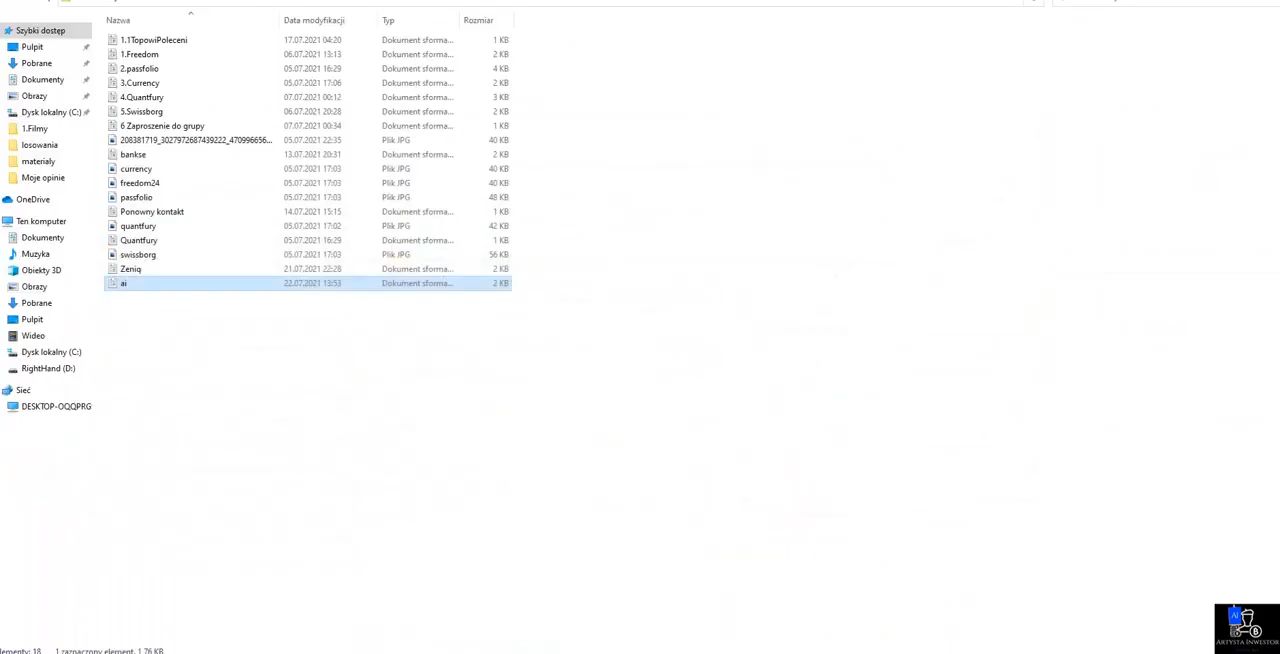 Nazwa Data modyfikacji Typ Rozmiar
Szybki dostęp
Pulpit
Pobrane
Dokumenty
Obrazy
Dysk lokalny (C:)
1.Filmy
losowania
materialy
Moje opinie
OneDrive
Ten komputer
Dokumenty
Muzyka
Obiekty 3D
Obrazy
Pobrane
Pulpit
Wideo
Dysk lokalny (C:)
RightHand (D:)
Sieć
DESKTOP-OQQPRG
1.1TopowiPoleceni 17.07.2021 04:20 Dokument sforma... 1 KB
1.Freedom 06.07.2021 13:13 Dokument sforma... 2 KB
2.passfolio 05.07.2021 16:29 Dokument sforma... 4 KB
3.Currency 05.07.2021 17:06 Dokument sforma... 2 KB
4.Quantfury 07.07.2021 00:12 Dokument sforma... 3 KB
5.Swissborg 06.07.2021 20:28 Dokument sforma... 2 KB
6 Zaproszenie do grupy 07.07.2021 00:34 Dokument sforma... 1 KB
208381719_3027972687439222_470996656... 05.07.2021 22:35 Plik JPG 40 KB
bankse 13.07.2021 20:31 Dokument sforma... 2 KB
currency 05.07.2021 17:03 Plik JPG 40 KB
freedom24 05.07.2021 17:03 Plik JPG 40 KB
passfolio 05.07.2021 17:03 Plik JPG 48 KB
Ponowny kontakt 14.07.2021 15:15 Dokument sforma... 1 KB
quantfury 05.07.2021 17:02 Plik JPG 42 KB
Quantfury 05.07.2021 16:29 Dokument sforma... 1 KB
swissborg 05.07.2021 17:03 Plik JPG 56 KB
Zeniq 21.07.2021 22:28 Dokument sforma... 2 KB
ai 22.07.2021 13:53 Dokument sforma... 2 KB
AI
ARTYSTA INWESTOR
lementy: 18 1 zaznaczony element. 1,76 KB